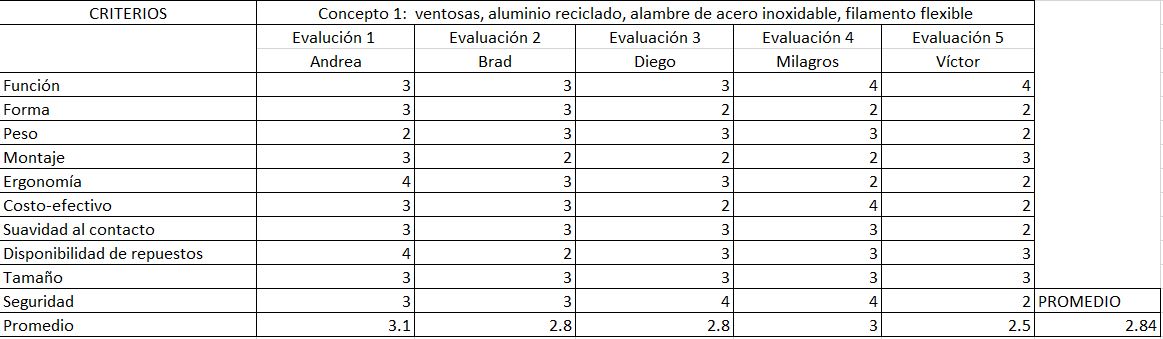 CRITERIOS Concepto 1: ventosas, aluminio reciclado, alambre de acero inoxidable, filamento flexible
Evalución 1 Evaluación 2 Evaluación 3 Evaluación 4 Evaluación 5
Andrea Brad Diego Milagros Víctor
Función 3 3 3 4 4
Forma 3 3 2 2 2
Peso 2 3 3 3 2
Montaje 3 2 2 2 3
Ergonomía 4 3 3 2 2
Costo-efectivo 3 3 2 4 2
Suavidad al contacto 3 3 3 3 2
Disponibilidad de repuestos 4 2 3 3 3
Tamaño 3 3 3 3 3
Seguridad 3 3 4 4 2 PROMEDIO
Promedio 3.1 2.8 2.8 3 2.5 2.84